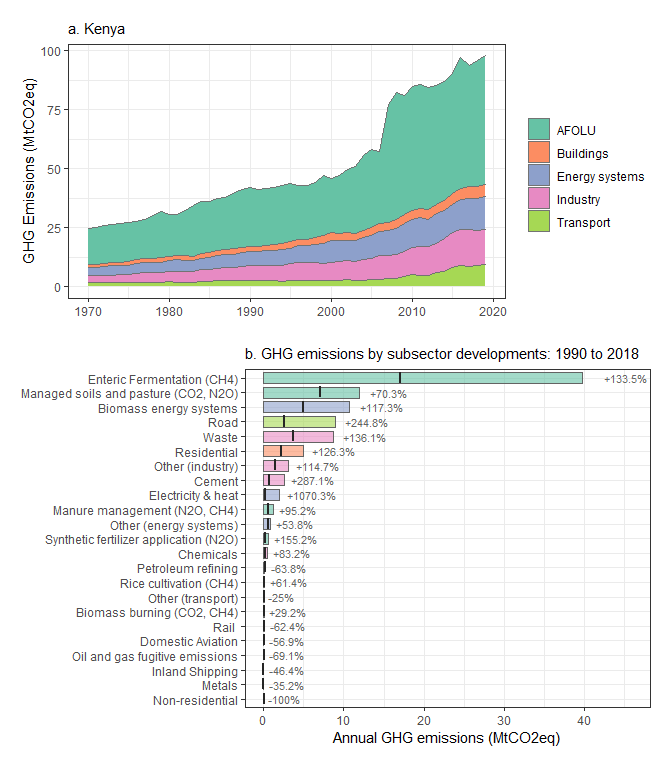 a. Kenya
100
75
50
25
0
GHG Emissions (MtCO2eq)
1970
1980
1990
2000
2010
2020
AFOLU
Buildings
Energy systems
Industry
Transport
b. GHG emissions by subsector developments: 1990 to 2018
Enteric Fermentation (CH4) +133.5%
Managed soils and pasture (CO2, N2O) +70.3%
Biomass energy systems +117.3%
Road +244.8%
Waste +136.1%
Residential +126.3%
Other (industry) +114.7%
Cement +287.1%
Electricity & heat +1070.3%
Manure management (N2O, CH4) +95.2%
Other (energy systems) +53.8%
Synthetic fertilizer application (N2O) +155.2%
Chemicals +83.2%
Petroleum refining -63.8%
Rice cultivation (CH4) +61.4%
Other (transport) -25%
Biomass burning (CO2, CH4) +29.2%
Rail -62.4%
Domestic Aviation -56.9%
Oil and gas fugitive emissions -69.1%
Inland Shipping -46.4%
Metals -35.2%
Non-residential -100%
0
10
20
30
40
Annual GHG emissions (MtCO2eq)